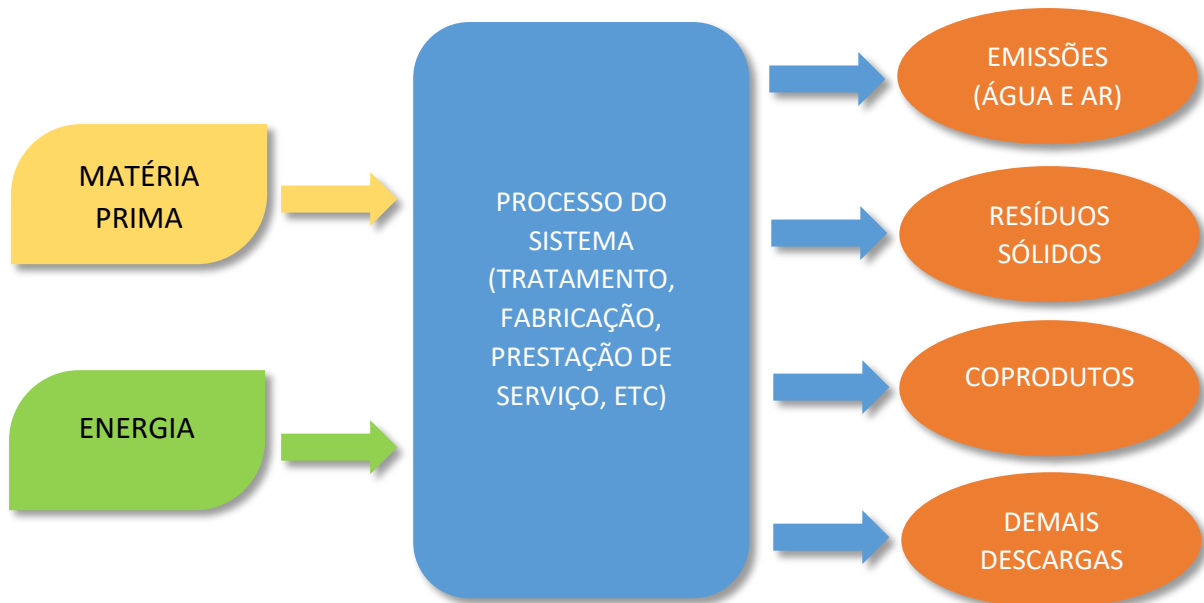 MATÉRIA
PRIMA
ENERGIA
PROCESSO DO
SISTEMA
(TRATAMENTO,
FABRICAÇÃO,
PRESTAÇÃO DE
SERVIÇO, ETC)
EMISSÕES
(ÁGUA E AR)
RESÍDUOS
SÓLIDOS
COPRODUTOS
DEMAIS
DESCARGAS